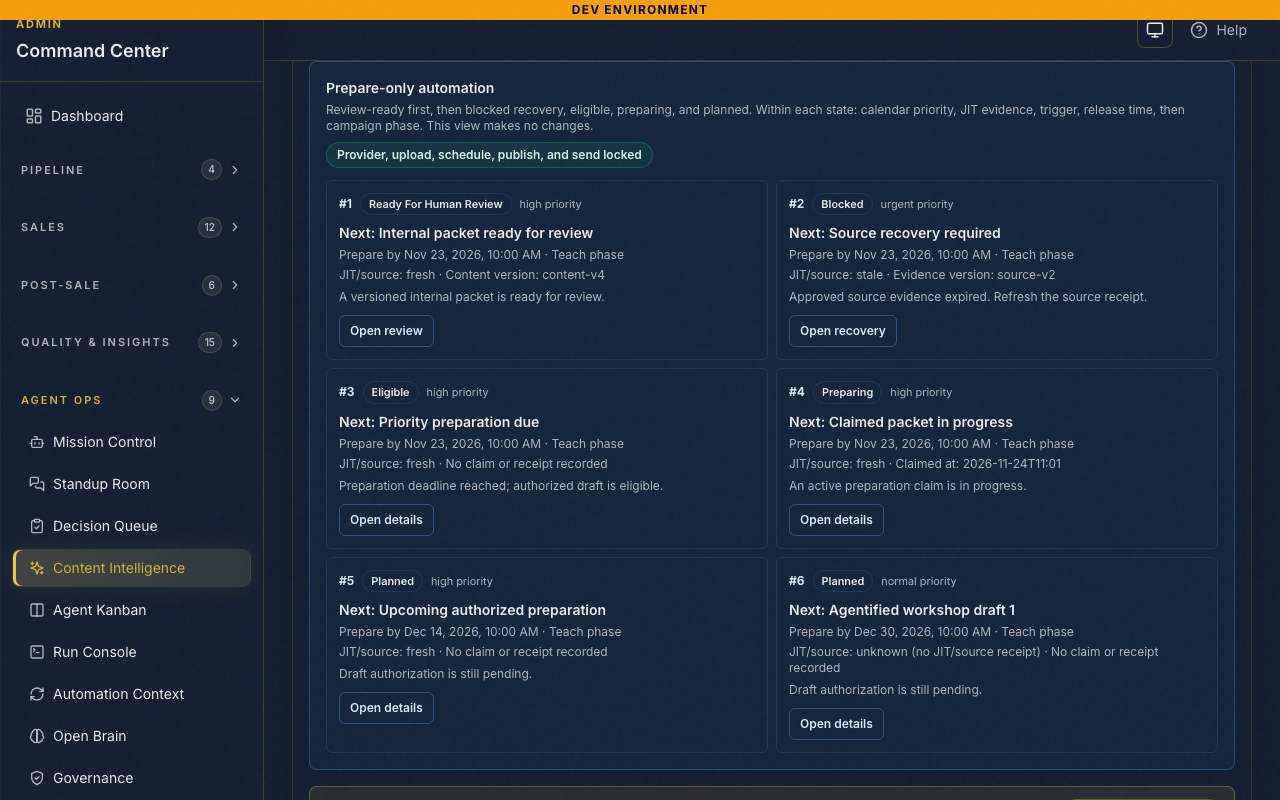 DEV ENVIRONMENT
ADMIN
Command Center
Help
Dashboard
PIPELINE 4
SALES 12
POST-SALE 6
QUALITY & INSIGHTS 15
AGENT OPS 9
Mission Control
Standup Room
Decision Queue
Content Intelligence
Agent Kanban
Run Console
Automation Context
Open Brain
Governance
Prepare-only automation
Review-ready first, then blocked recovery, eligible, preparing, and planned. Within each state: calendar priority, JIT evidence, trigger, release time, then
campaign phase. This view makes no changes.
Provider, upload, schedule, publish, and send locked
#1 Ready For Human Review high priority
Next: Internal packet ready for review
Prepare by Nov 23, 2026, 10:00 AM · Teach phase
JIT/source: fresh · Content version: content-v4
A versioned internal packet is ready for review.
Open review
#2 Blocked urgent priority
Next: Source recovery required
Prepare by Nov 23, 2026, 10:00 AM · Teach phase
JIT/source: stale · Evidence version: source-v2
Approved source evidence expired. Refresh the source receipt.
Open recovery
#3 Eligible high priority
Next: Priority preparation due
Prepare by Nov 23, 2026, 10:00 AM · Teach phase
JIT/source: fresh · No claim or receipt recorded
Preparation deadline reached; authorized draft is eligible.
Open details
#4 Preparing high priority
Next: Claimed packet in progress
Prepare by Nov 23, 2026, 10:00 AM · Teach phase
JIT/source: fresh · Claimed at: 2026-11-24T11:01
An active preparation claim is in progress.
Open details
#5 Planned high priority
Next: Upcoming authorized preparation
Prepare by Dec 14, 2026, 10:00 AM · Teach phase
JIT/source: fresh · No claim or receipt recorded
Draft authorization is still pending.
Open details
#6 Planned normal priority
Next: Agentified workshop draft 1
Prepare by Dec 30, 2026, 10:00 AM · Teach phase
JIT/source: unknown (no JIT/source receipt) · No claim or receipt
recorded
Draft authorization is still pending.
Open details